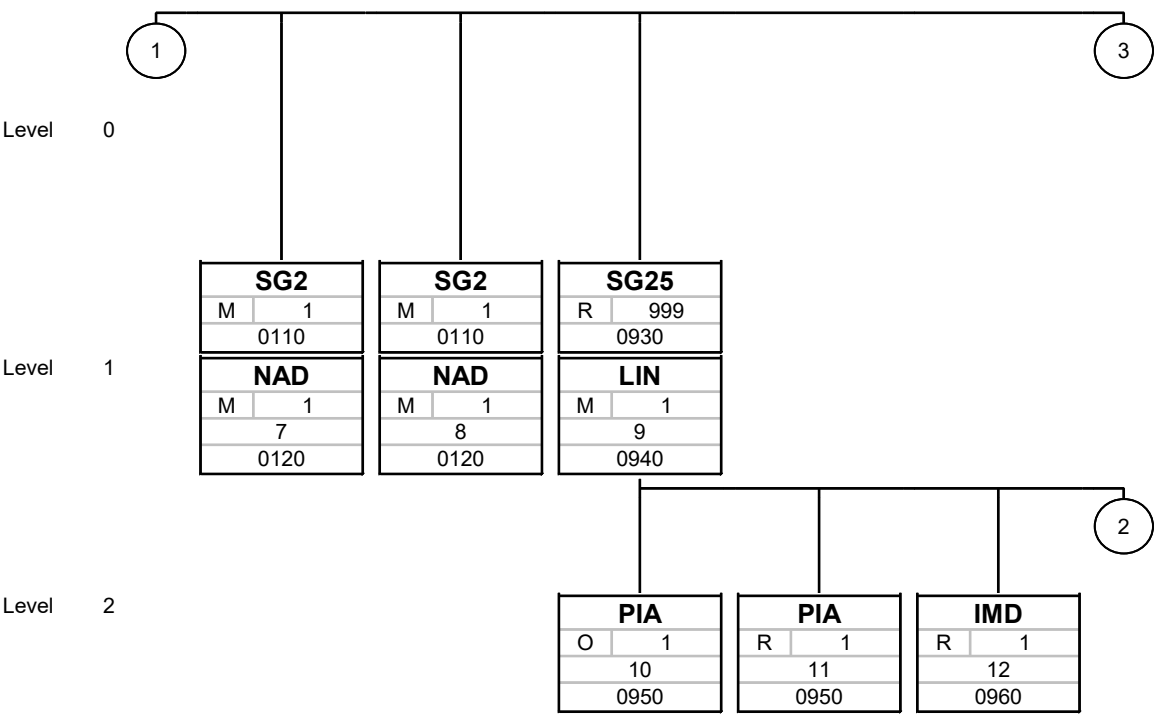 1 3
Level 0
SG2 SG2 SG25
M 1 M 1 R 999
0110 0110 0930
Level 1
NAD NAD LIN
M 1 M 1 M 1
7 8 9
0120 0120 0940
2
Level 2
PIA PIA IMD
O 1 R 1 R 1
10 11 12
0950 0950 0960